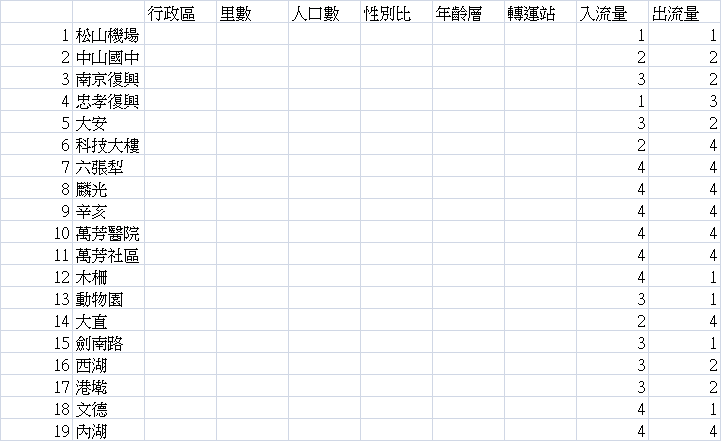 行政區 里數 人口數 性別比 年齡層 轉運站 入流量 出流量
1 松山機場 1 1
2 中山國中 2 2
3 南京復興 3 2
4 忠孝復興 1 3
5 大安 3 2
6 科技大樓 2 4
7 六張犁 4 4
8 麟光 4 4
9 辛亥 4 4
10 萬芳醫院 4 4
11 萬芳社區 4 4
12 木柵 4 1
13 動物園 3 1
14 大直 2 4
15 劍南路 3 1
16 西湖 3 2
17 港墘 3 2
18 文德 4 1
19 內湖 4 4